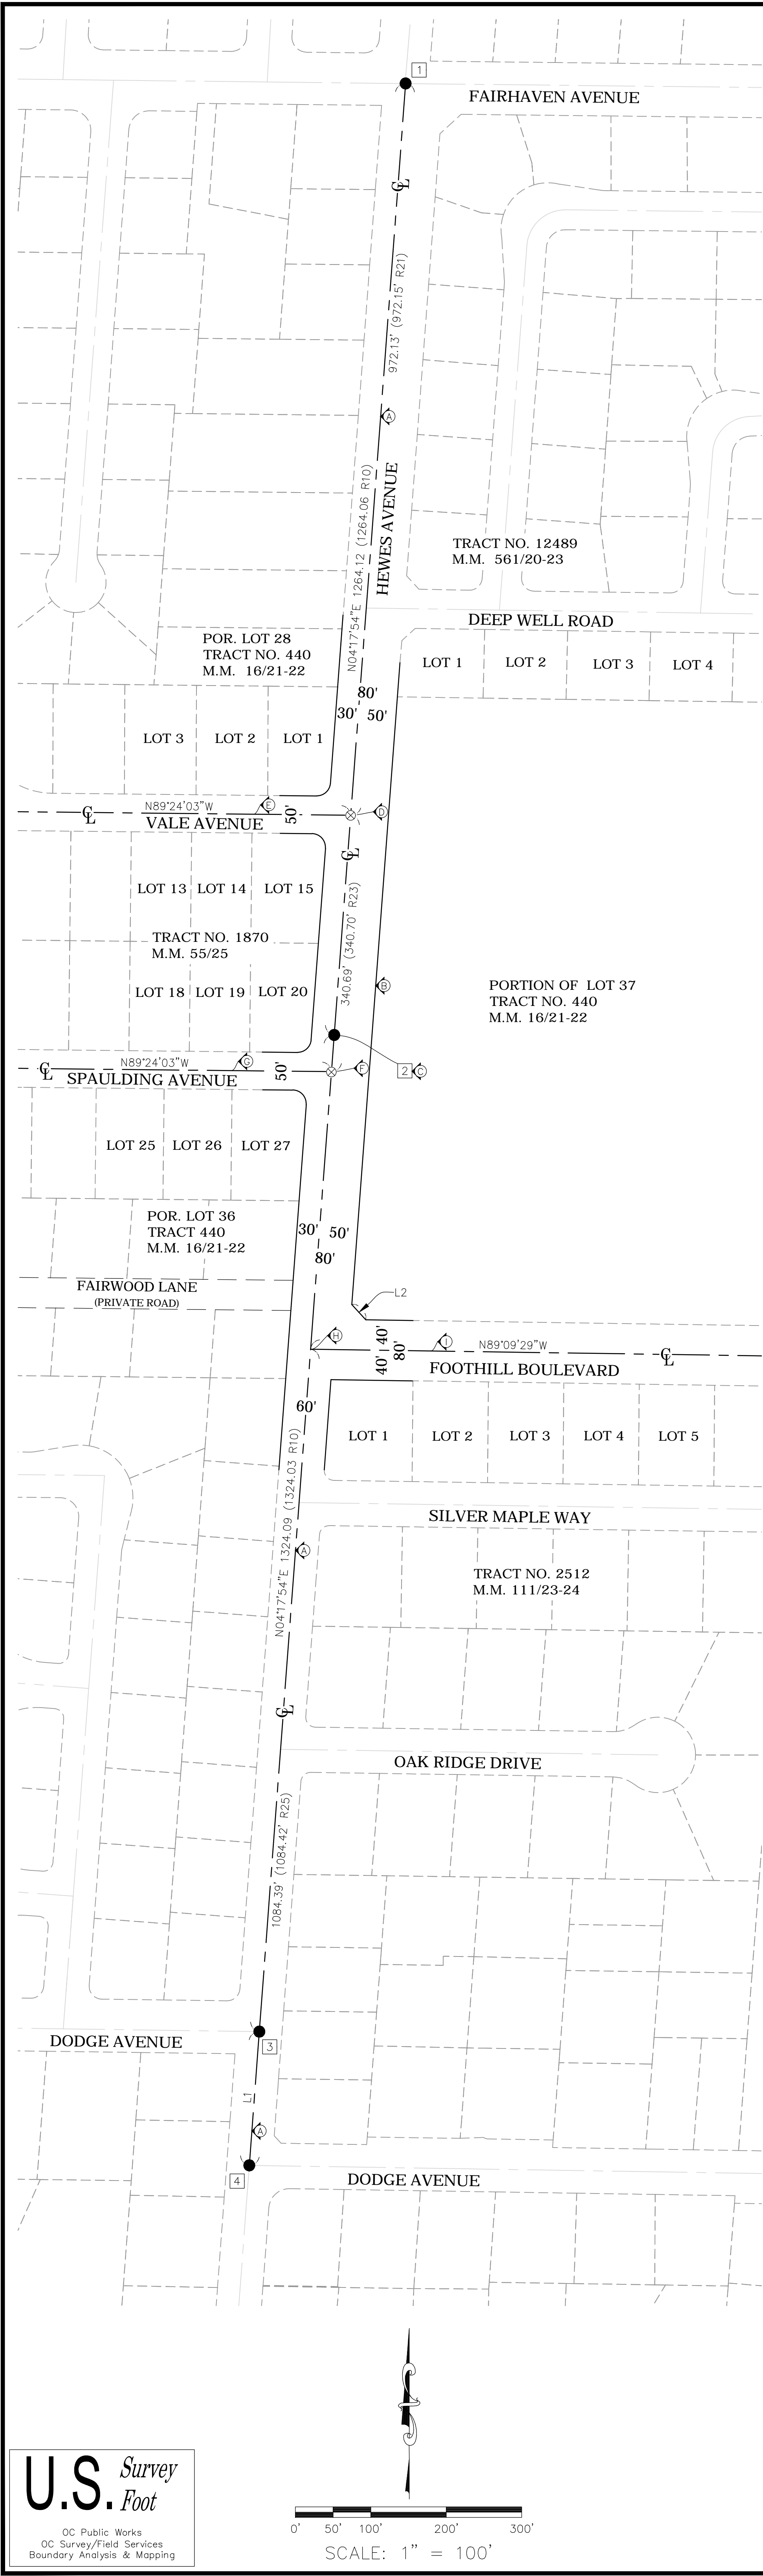 1
FAIRHAVEN AVENUE
CL
972.13' (972.15' R21)
A
N04°17'54"E 1264.12 (1264.06 R10)
HEWES AVENUE
TRACT NO. 12489
M.M. 561/20-23
DEEP WELL ROAD
POR. LOT 28
TRACT NO. 440
M.M. 16/21-22
LOT 1
LOT 2
LOT 3
LOT 4
80'
30' 50'
LOT 3
LOT 2
LOT 1
N89°24'03"W
E
50'
D
CL
VALE AVENUE
CL
LOT 13
LOT 14
LOT 15
340.69' (340.70' R23)
TRACT NO. 1870
M.M. 55/25
B
PORTION OF LOT 37
TRACT NO. 440
M.M. 16/21-22
LOT 18
LOT 19
LOT 20
N89°24'03"W
G
50'
F
2
C
CL
SPAULDING AVENUE
LOT 25
LOT 26
LOT 27
POR. LOT 36
TRACT 440
M.M. 16/21-22
30' 50'
80'
FAIRWOOD LANE
(PRIVATE ROAD)
L2
H
40' 40'
80'
I
N89°09'29"W
CL
FOOTHILL BOULEVARD
60'
LOT 1
LOT 2
LOT 3
LOT 4
LOT 5
N04°17'54"E 1324.09 (1324.03 R10)
SILVER MAPLE WAY
A
TRACT NO. 2512
M.M. 111/23-24
CL
OAK RIDGE DRIVE
1084.39' (1084.42' R25)
DODGE AVENUE
3
L1
A
4
DODGE AVENUE
U.S. Survey
Foot
OC Public Works
OC Survey/Field Services
Boundary Analysis & Mapping
0' 50' 100' 200' 300'
SCALE: 1" = 100'